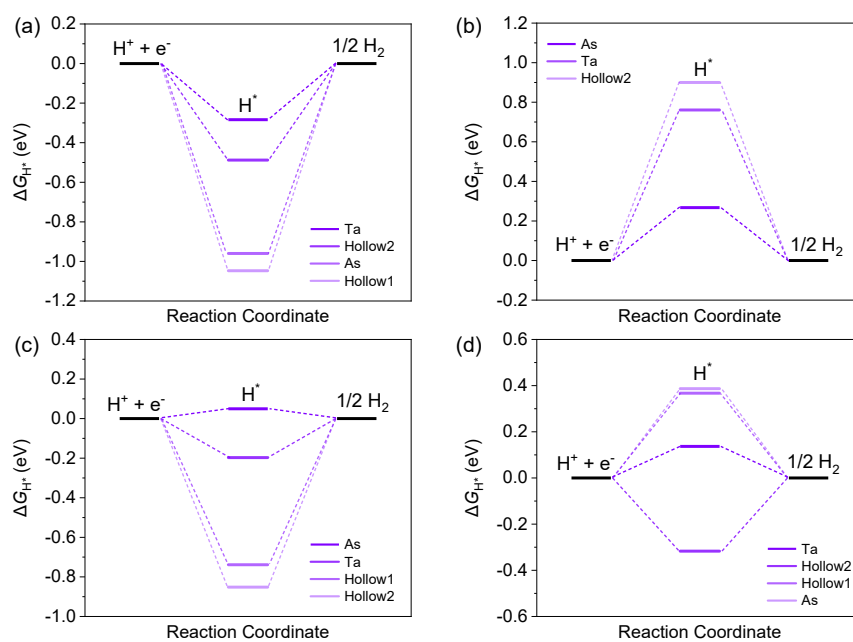 (a)
0.2
0.0
-0.2
-0.4
-0.6
-0.8
-1.0
-1.2
ΔG_H* (eV)
H⁺ + e⁻
H*
1/2 H₂
Ta
Hollow2
As
Hollow1
Reaction Coordinate
(b)
1.2
1.0
0.8
0.6
0.4
0.2
0.0
-0.2
ΔG_H* (eV)
As
Ta
Hollow2
H*
H⁺ + e⁻
1/2 H₂
Reaction Coordinate
(c)
0.4
0.2
0.0
-0.2
-0.4
-0.6
-0.8
-1.0
ΔG_H* (eV)
H⁺ + e⁻
H*
1/2 H₂
As
Ta
Hollow1
Hollow2
Reaction Coordinate
(d)
0.6
0.4
0.2
0.0
-0.2
-0.4
-0.6
ΔG_H* (eV)
H*
H⁺ + e⁻
1/2 H₂
Ta
Hollow2
Hollow1
As
Reaction Coordinate